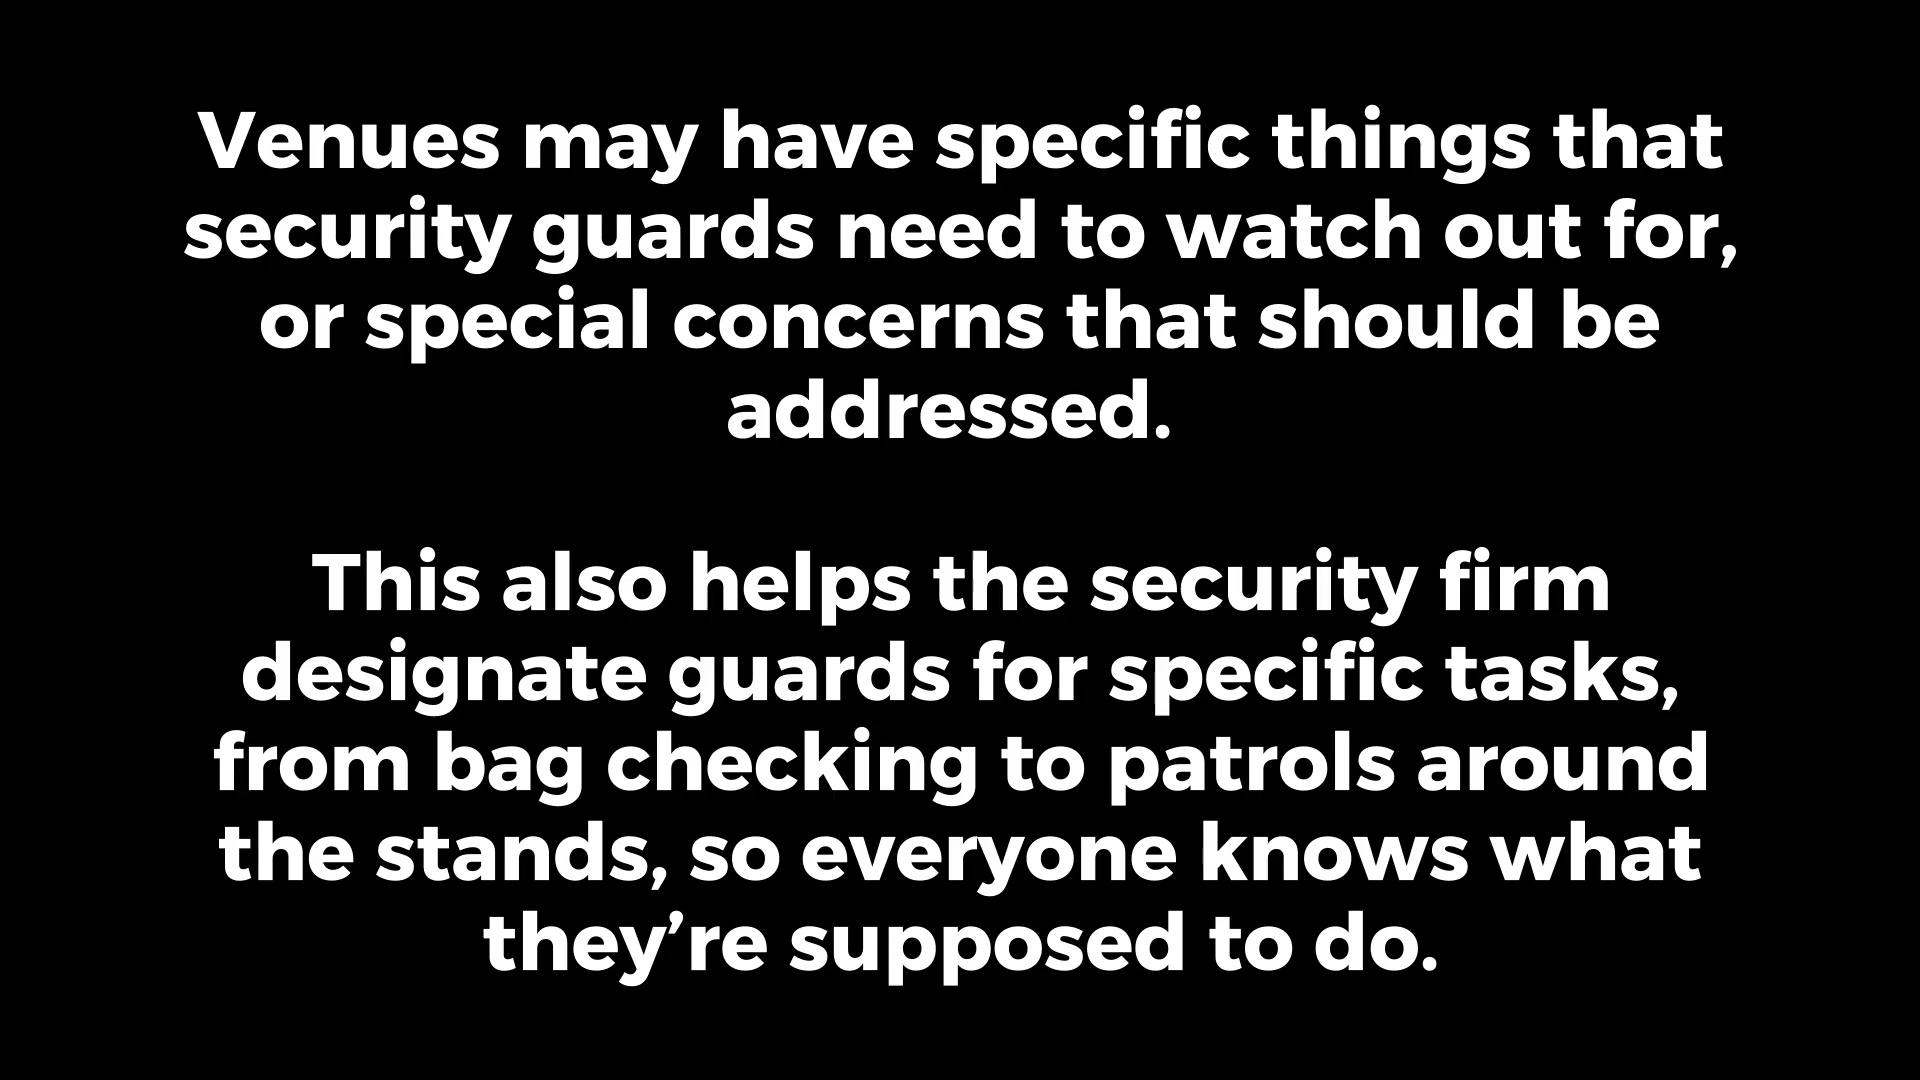 Venues may have specific things that
security guards need to watch out for,
or special concerns that should be
addressed.
This also helps the security firm
designate guards for specific tasks,
from bag checking to patrols around
the stands, so everyone knows what
they’re supposed to do.